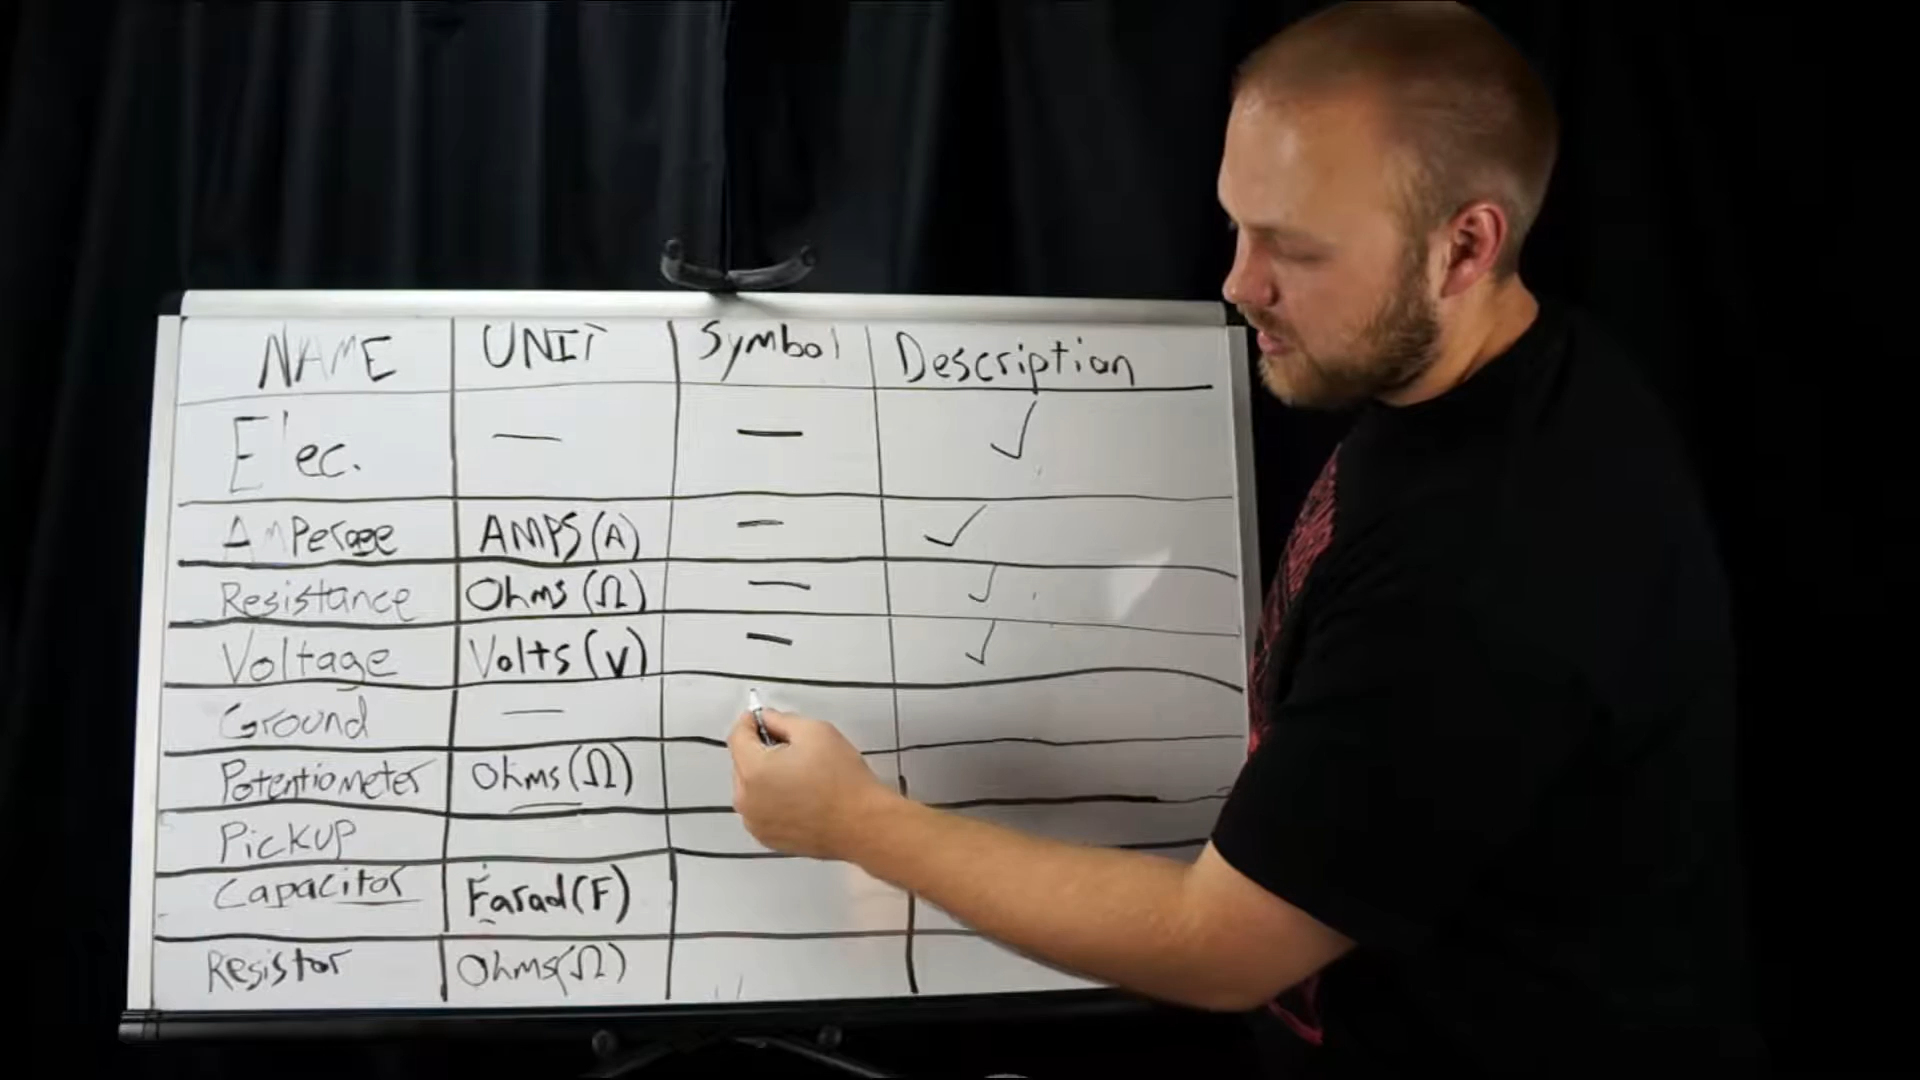 NAME UNIT Symbol Description
Elec. — — ✓
Amperage AMPS (A) — ✓
Resistance Ohms (Ω) — ✓
Voltage Volts (V) — ✓
Ground —
Potentiometer Ohms (Ω)
Pickup
Capacitor Farad (F)
Resistor Ohms (Ω)